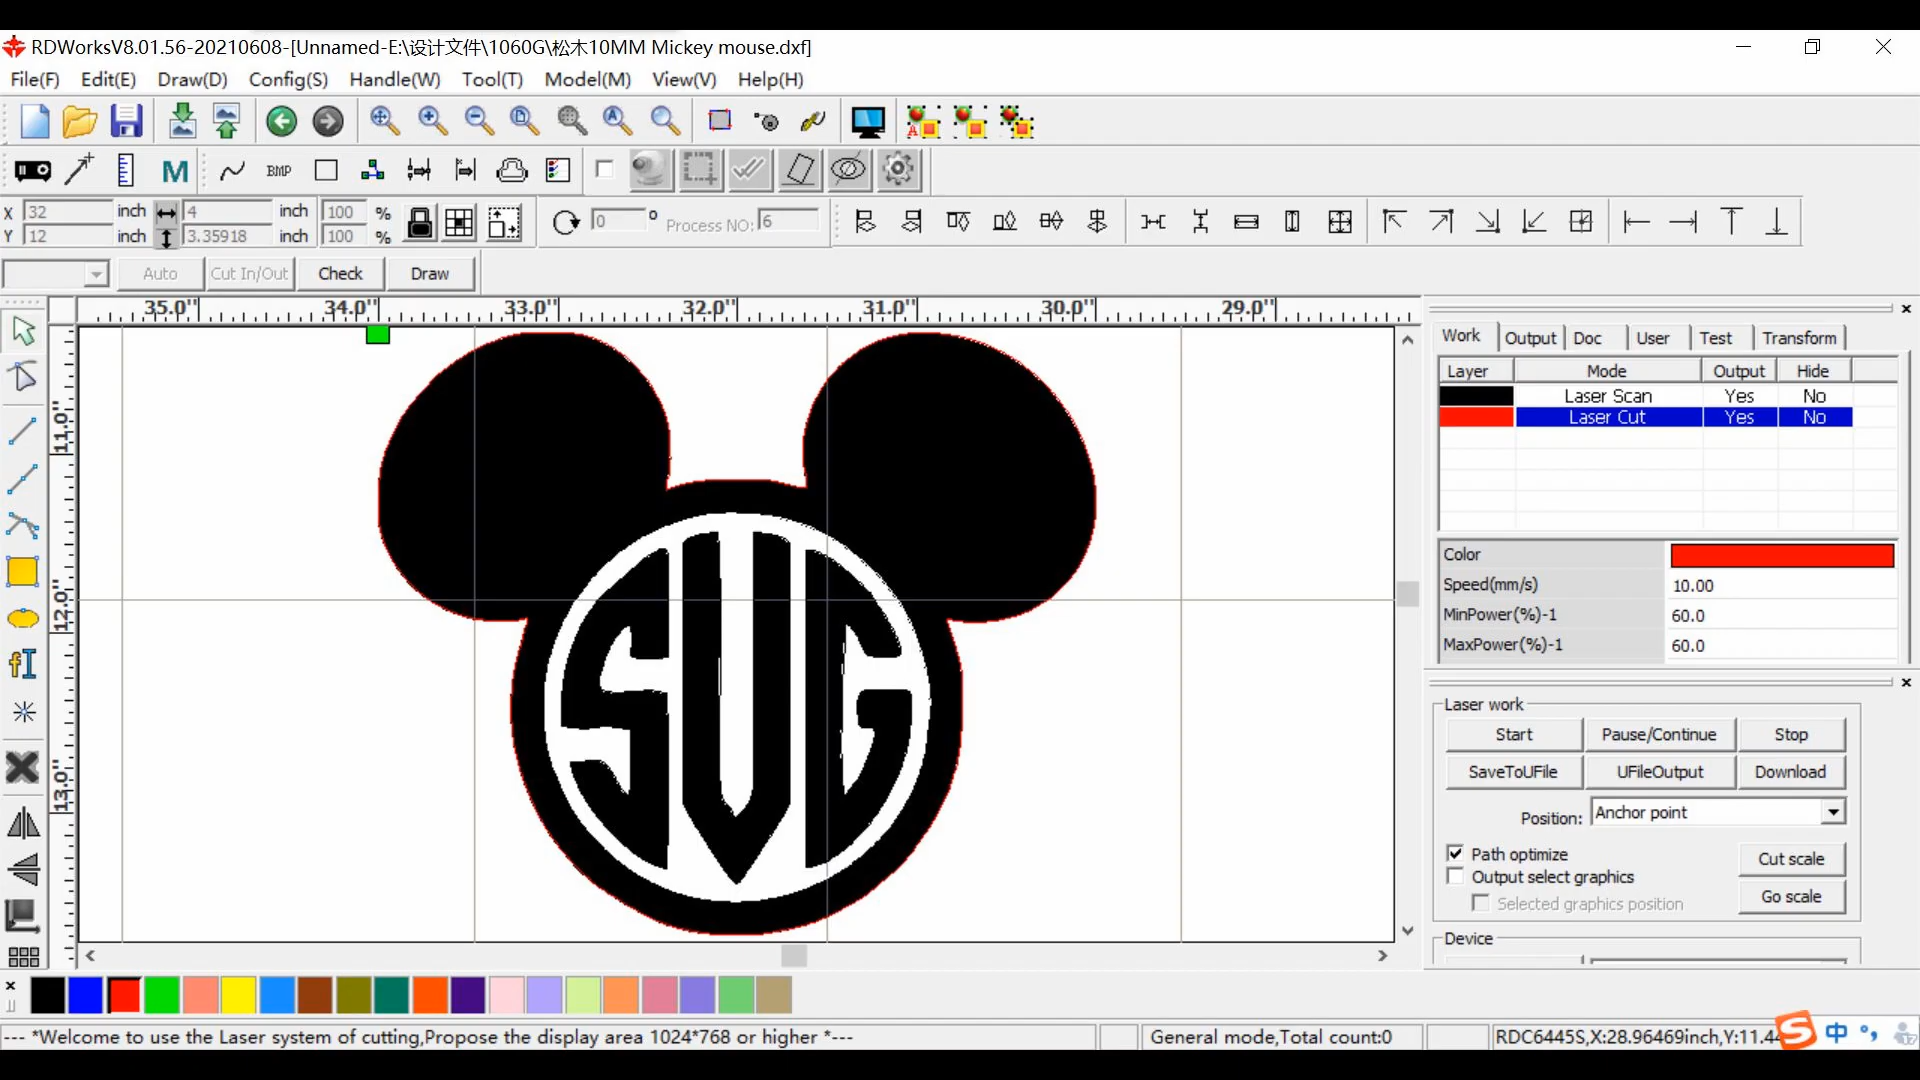 RDWorksV8.01.56-20210608-[Unnamed-E:\设计文件\1060G\松木10MM Mickey mouse.dxf]
File(F) Edit(E) Draw(D) Config(S) Handle(W) Tool(T) Model(M) View(V) Help(H)
A A
M BMP
X 32 inch 4 inch 100 % 0 ° Process NO: 6
Y 12 inch 3.35918 inch 100 %
Auto Cut In/Out Check Draw
35.0'' 34.0'' 33.0'' 32.0'' 31.0'' 30.0'' 29.0''
11.0''
12.0''
13.0''
SVG
Work Output Doc User Test Transform
Layer Mode Output Hide
Laser Scan Yes No
Laser Cut Yes No
Color
Speed(mm/s) 10.00
MinPower(%)-1 60.0
MaxPower(%)-1 60.0
Laser work
Start Pause/Continue Stop
SaveToUFile UFileOutput Download
Position: Anchor point
Path optimize Cut scale
Output select graphics
Selected graphics position Go scale
Device
--- *Welcome to use the Laser system of cutting,Propose the display area 1024*768 or higher *---
General mode,Total count:0
RDC6445S,X:28.96469inch,Y:11.44
S 中